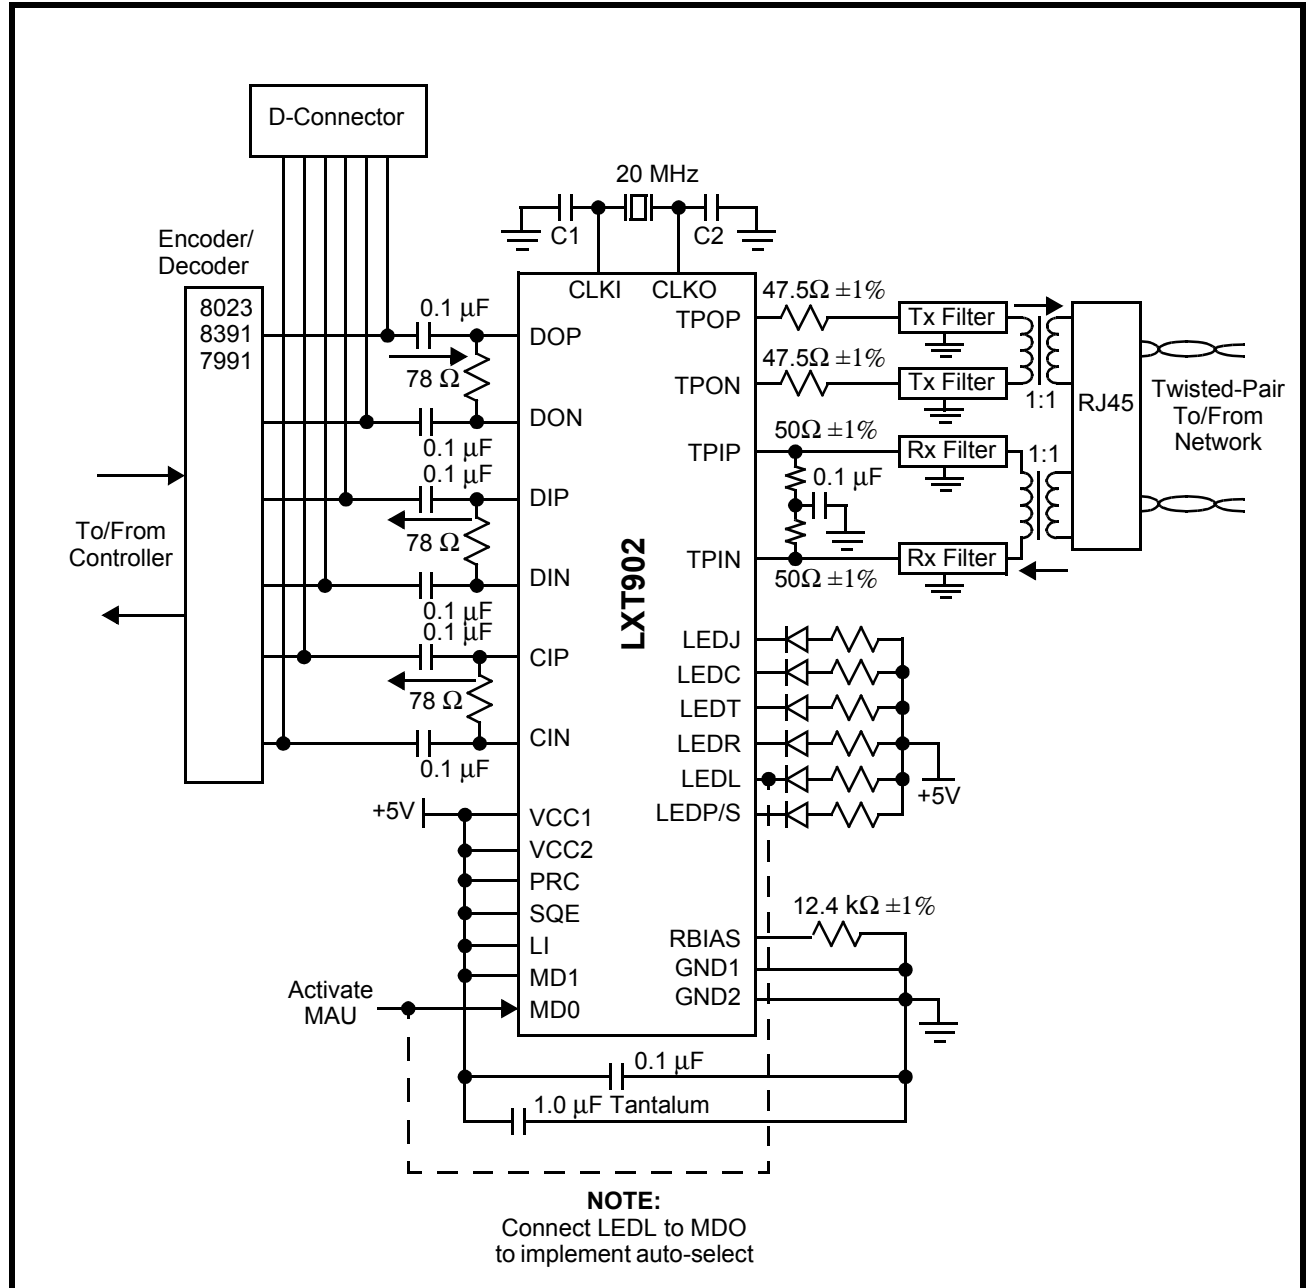 D-Connector
20 MHz
C1
C2
Encoder/
Decoder
8023
8391
7991
0.1 µF
78 Ω
0.1 µF
0.1 µF
78 Ω
0.1 µF
0.1 µF
78 Ω
0.1 µF
To/From
Controller
CLKI
CLKO
DOP
DON
DIP
DIN
CIP
CIN
+5V
VCC1
VCC2
PRC
SQE
LI
MD1
MD0
Activate
MAU
LXT902
TPOP
TPON
TPIP
TPIN
LEDJ
LEDC
LEDT
LEDR
LEDL
LEDP/S
RBIAS
GND1
GND2
47.5Ω ±1%
Tx Filter
47.5Ω ±1%
Tx Filter
1:1
50Ω ±1%
Rx Filter
1:1
0.1 µF
50Ω ±1%
Rx Filter
RJ45
Twisted-Pair
To/From
Network
+5V
12.4 kΩ ±1%
0.1 µF
1.0 µF Tantalum
NOTE:
Connect LEDL to MDO
to implement auto-select